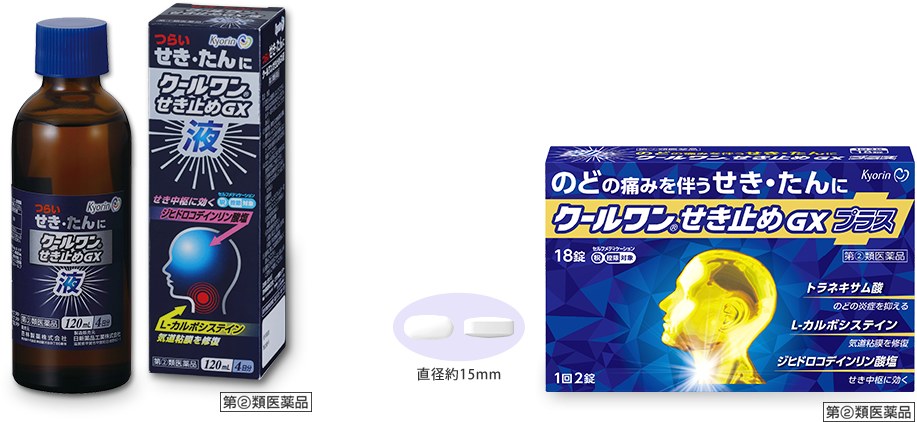 つらい
せき・たんに
クールワン®
せき止めGX
液
Kyorin
第②類医薬品
120mL
4日分
杏林製薬株式会社
つらい
Kyorin
せき・たんに
クールワン®
せき止めGX
液
せき中枢に効く
セルフメディケーション
税 控除 対象
ジヒドロコデインリン酸塩
L-カルボシステイン
気道粘膜を修復
第②類医薬品
120mL
4日分
第②類医薬品
直径約15mm
のどの痛みを伴うせき・たんに
Kyorin
クールワン®せき止めGXプラス
18錠
セルフメディケーション
税 控除 対象
第②類医薬品
トラネキサム酸
のどの炎症を抑える
L-カルボシステイン
気道粘膜を修復
ジヒドロコデインリン酸塩
せき中枢に効く
1回2錠
第②類医薬品